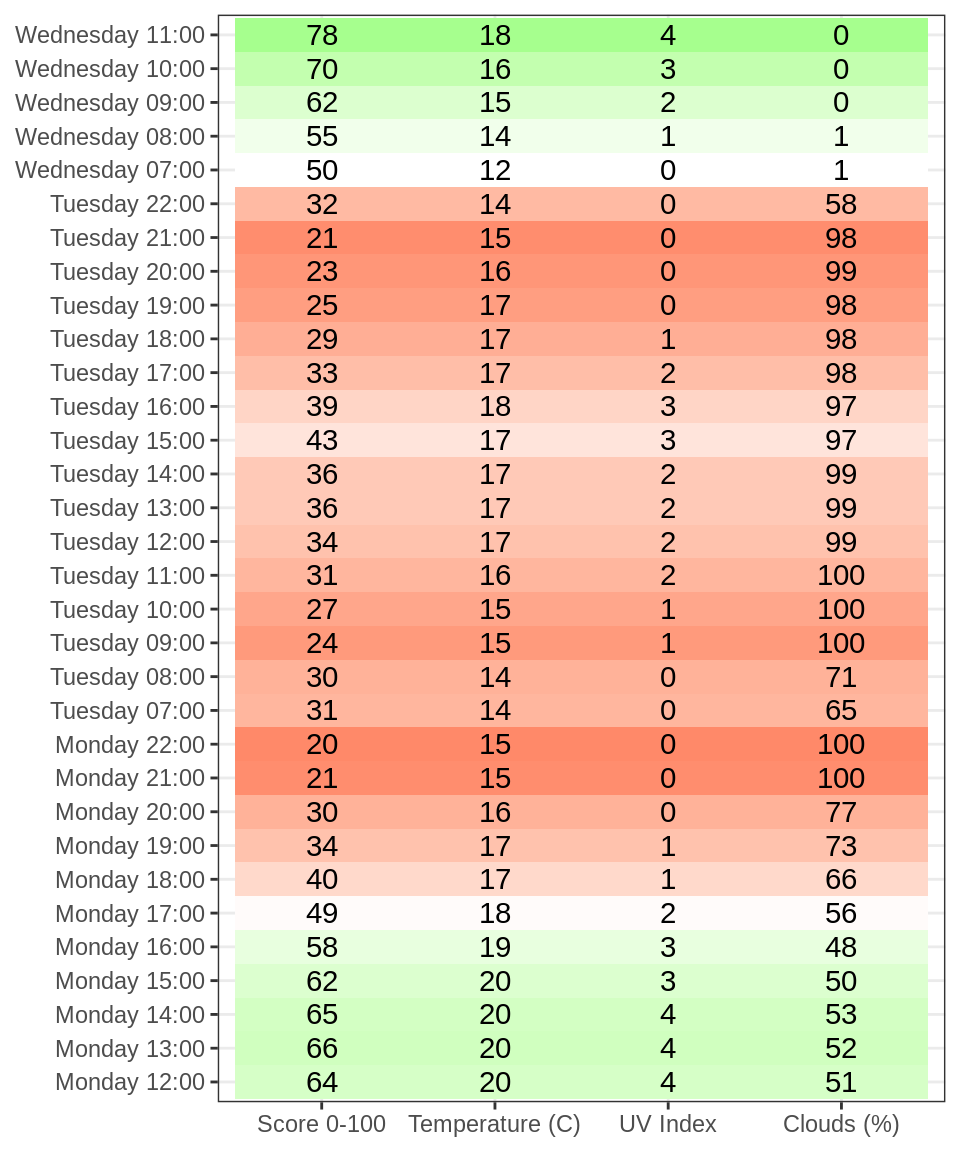 Wednesday 11:00 78 18 4 0
Wednesday 10:00 70 16 3 0
Wednesday 09:00 62 15 2 0
Wednesday 08:00 55 14 1 1
Wednesday 07:00 50 12 0 1
Tuesday 22:00 32 14 0 58
Tuesday 21:00 21 15 0 98
Tuesday 20:00 23 16 0 99
Tuesday 19:00 25 17 0 98
Tuesday 18:00 29 17 1 98
Tuesday 17:00 33 17 2 98
Tuesday 16:00 39 18 3 97
Tuesday 15:00 43 17 3 97
Tuesday 14:00 36 17 2 99
Tuesday 13:00 36 17 2 99
Tuesday 12:00 34 17 2 99
Tuesday 11:00 31 16 2 100
Tuesday 10:00 27 15 1 100
Tuesday 09:00 24 15 1 100
Tuesday 08:00 30 14 0 71
Tuesday 07:00 31 14 0 65
Monday 22:00 20 15 0 100
Monday 21:00 21 15 0 100
Monday 20:00 30 16 0 77
Monday 19:00 34 17 1 73
Monday 18:00 40 17 1 66
Monday 17:00 49 18 2 56
Monday 16:00 58 19 3 48
Monday 15:00 62 20 3 50
Monday 14:00 65 20 4 53
Monday 13:00 66 20 4 52
Monday 12:00 64 20 4 51
Score 0-100 Temperature (C) UV Index Clouds (%)